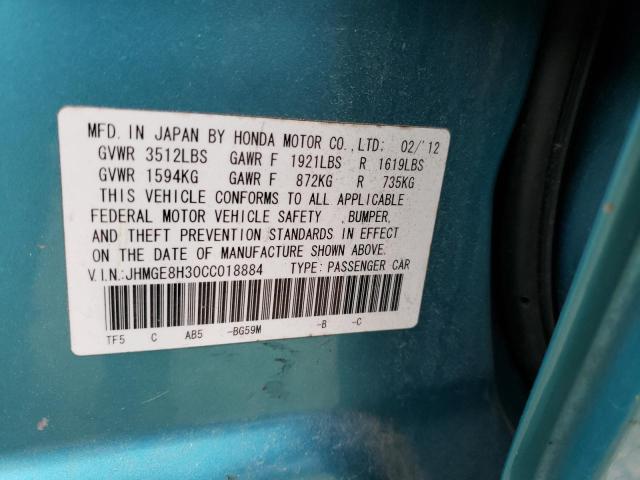 MFD. IN JAPAN BY HONDA MOTOR CO.,LTD: 02/'12
GVWR 3512LBS GAWR F 1921LBS R 1619LBS
GVWR 1594KG GAWR F 872KG R 735KG
THIS VEHICLE CONFORMS TO ALL APPLICABLE
FEDERAL MOTOR VEHICLE SAFETY ,BUMPER,
AND THEFT PREVENTION STANDARDS IN EFFECT
ON THE DATE OF MANUFACTURE SHOWN ABOVE.
V.I.N:JHMGE8H30CC018884 TYPE: PASSENGER CAR
TF5 C AB5 -BG59M -B -C